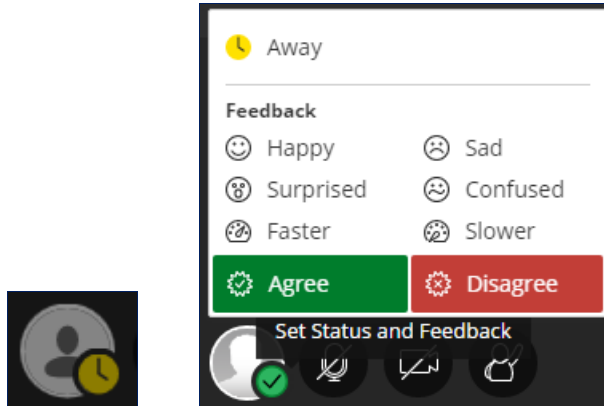 Away
Feedback
Happy Sad
Surprised Confused
Faster Slower
Agree Disagree
Set Status and Feedback